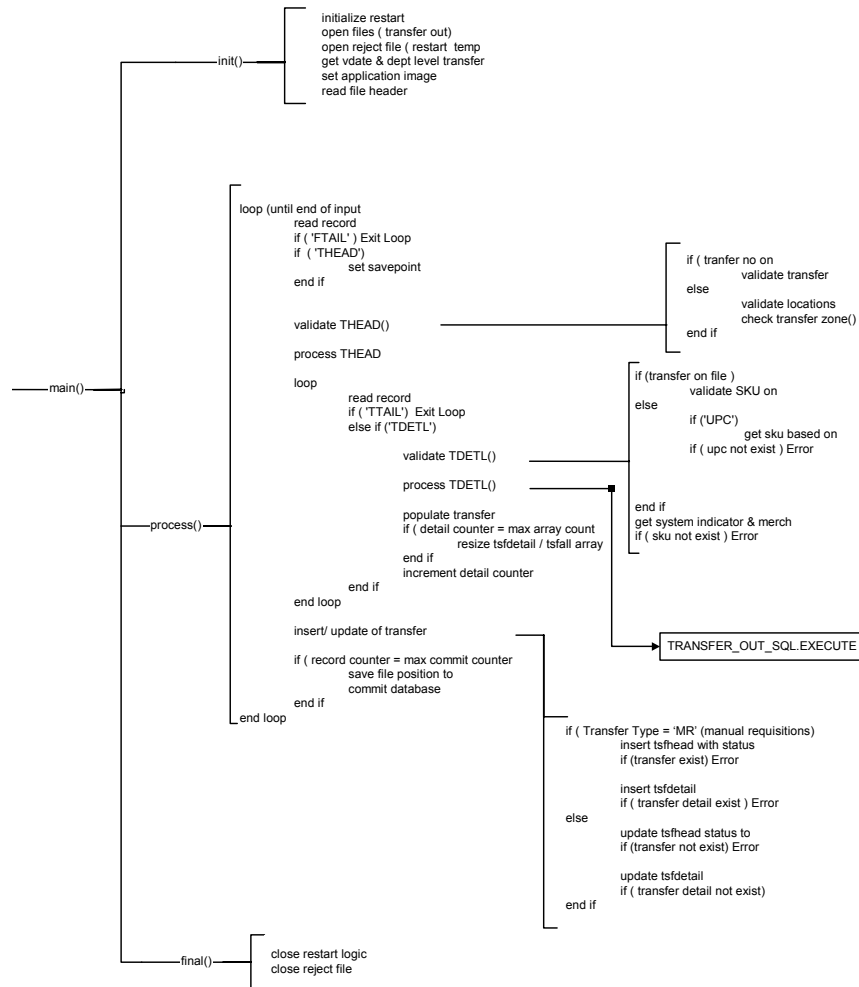 initialize restart
open files ( transfer out)
open reject file ( restart  temp
get vdate & dept level transfer
set application image
read file header
init()
loop (until end of input
read record
if ( 'FTAIL' ) Exit Loop
if  ( 'THEAD')
set savepoint
end if
validate THEAD()
process THEAD
loop
read record
if ( 'TTAIL')  Exit Loop
else if ('TDETL')
validate TDETL()
process TDETL()
populate transfer
if ( detail counter = max array count
resize tsfdetail / tsfall array
end if
increment detail counter
end if
end loop
insert/ update of transfer
if ( record counter = max commit counter
save file position to
commit database
end if
end loop
if ( tranfer no on
validate transfer
else
validate locations
check transfer zone()
end if
if (transfer on file )
validate SKU on
else
if ('UPC')
get sku based on
if ( upc not exist ) Error
end if
get system indicator & merch
if ( sku not exist ) Error
main()
process()
TRANSFER_OUT_SQL.EXECUTE
if ( Transfer Type = ‘MR’ (manual requisitions)
insert tsfhead with status
if (transfer exist) Error
insert tsfdetail
if ( transfer detail exist ) Error
else
update tsfhead status to
if (transfer not exist) Error
update tsfdetail
if ( transfer detail not exist)
end if
final()
close restart logic
close reject file